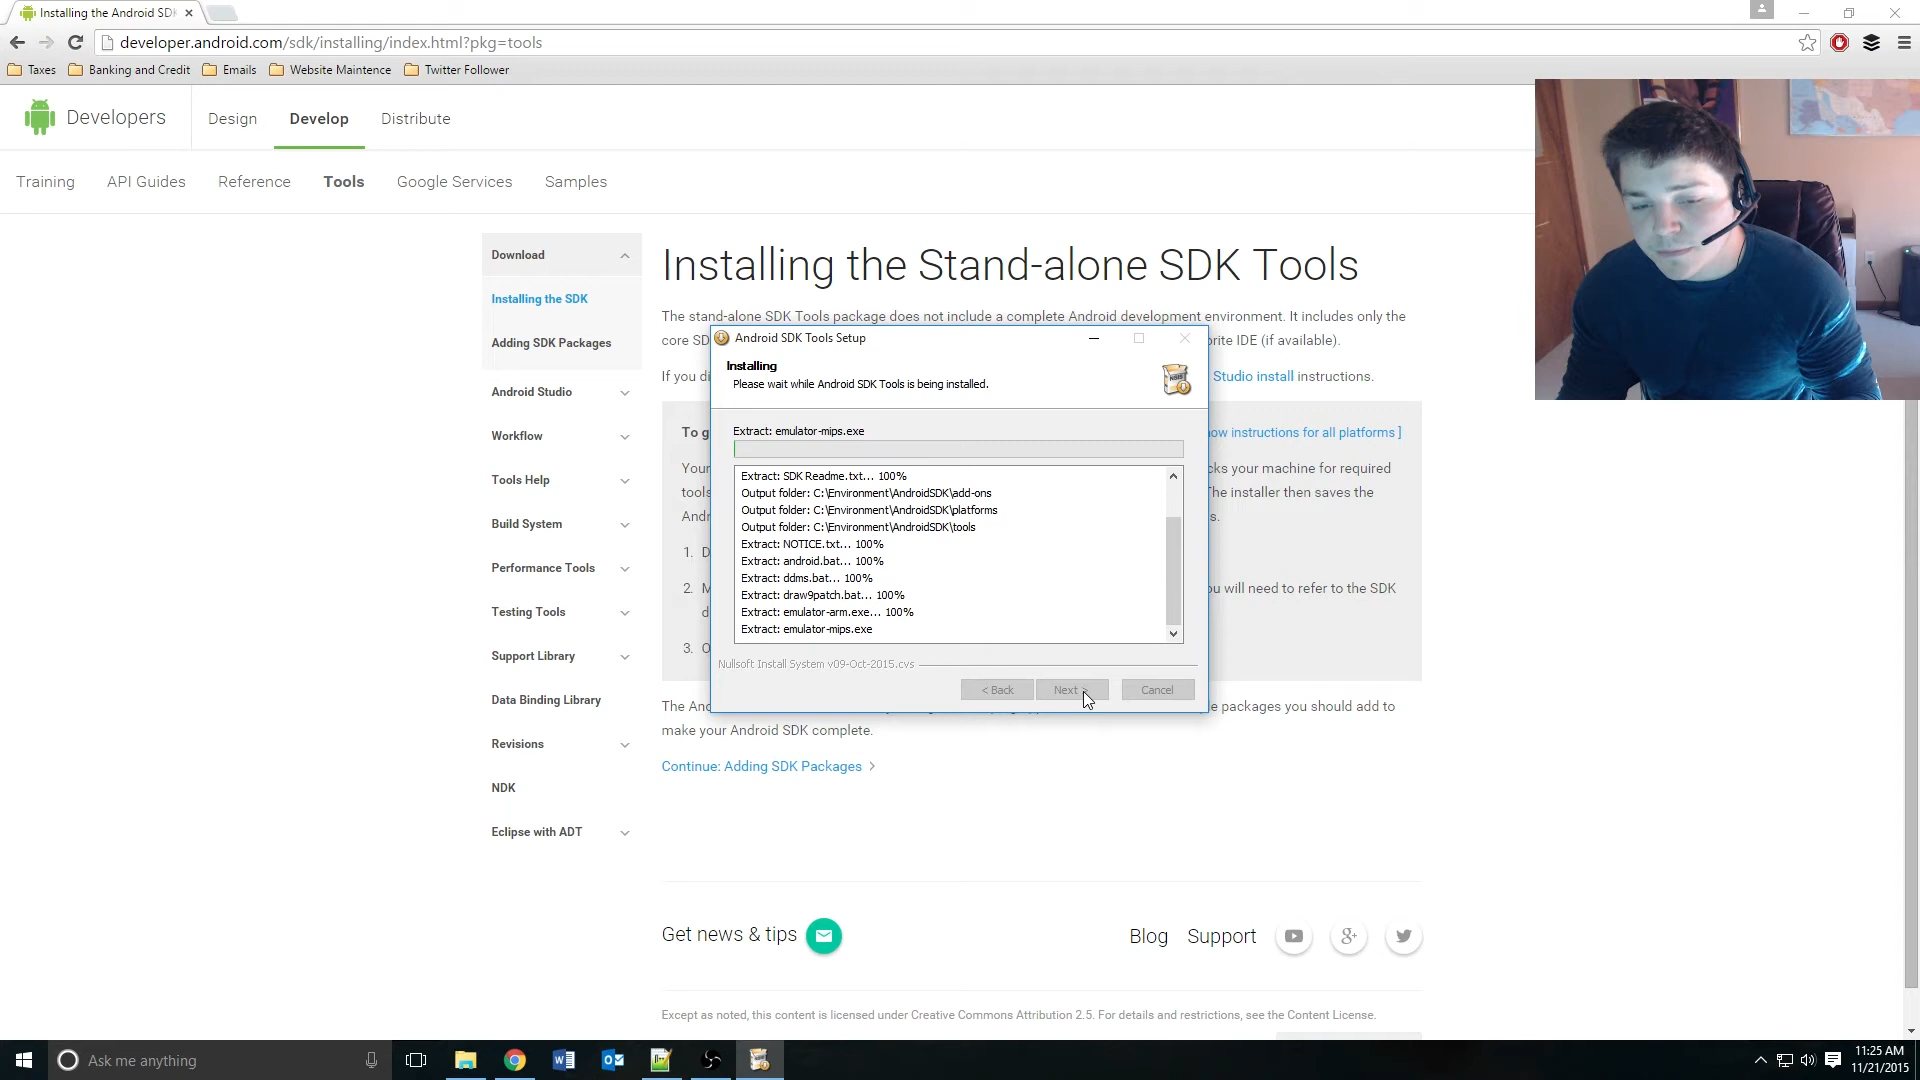 Installing the Android SD
developer.android.com/sdk/installing/index.html?pkg=tools
Taxes Banking and Credit Emails Website Maintence Twitter Follower
Developers Design Develop Distribute
Training API Guides Reference Tools Google Services Samples
Download
Installing the SDK
Adding SDK Packages
Android Studio
Workflow
Tools Help
Build System
Performance Tools
Testing Tools
Support Library
Data Binding Library
Revisions
NDK
Eclipse with ADT
Installing the Stand-alone SDK Tools
The stand-alone SDK Tools package does not include a complete Android development environment. It includes only the
core SD rite IDE (if available).
If you di Studio install instructions.
To g ow instructions for all platforms ]
Your cks your machine for required
tools The installer then saves the
Andr s.
1. D
2. M ou will need to refer to the SDK
d
3. O
Android SDK Tools Setup
Installing
Please wait while Android SDK Tools is being installed.
NSIS
Extract: emulator-mips.exe
Extract: SDK Readme.txt... 100%
Output folder: C:\Environment\AndroidSDK\add-ons
Output folder: C:\Environment\AndroidSDK\platforms
Output folder: C:\Environment\AndroidSDK\tools
Extract: NOTICE.txt... 100%
Extract: android.bat... 100%
Extract: ddms.bat... 100%
Extract: draw9patch.bat... 100%
Extract: emulator-arm.exe... 100%
Extract: emulator-mips.exe
Nullsoft Install System v09-Oct-2015.cvs
< Back Next > Cancel
The And e packages you should add to
make your Android SDK complete.
Continue: Adding SDK Packages
Get news & tips Blog Support
Except as noted, this content is licensed under Creative Commons Attribution 2.5. For details and restrictions, see the Content License.
Ask me anything
11:25 AM
11/21/2015